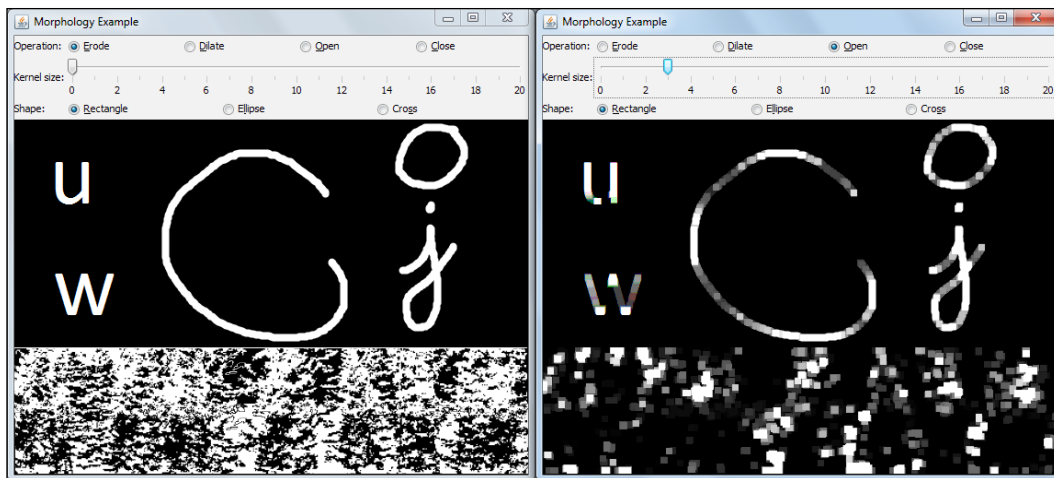 Morphology Example
Operation: Erode Dilate Open Close
Kernel size:
0 2 4 6 8 10 12 14 16 18 20
Shape: Rectangle Ellipse Cross
u
w
j
Morphology Example
Operation: Erode Dilate Open Close
Kernel size:
0 2 4 6 8 10 12 14 16 18 20
Shape: Rectangle Ellipse Cross
u
w
j